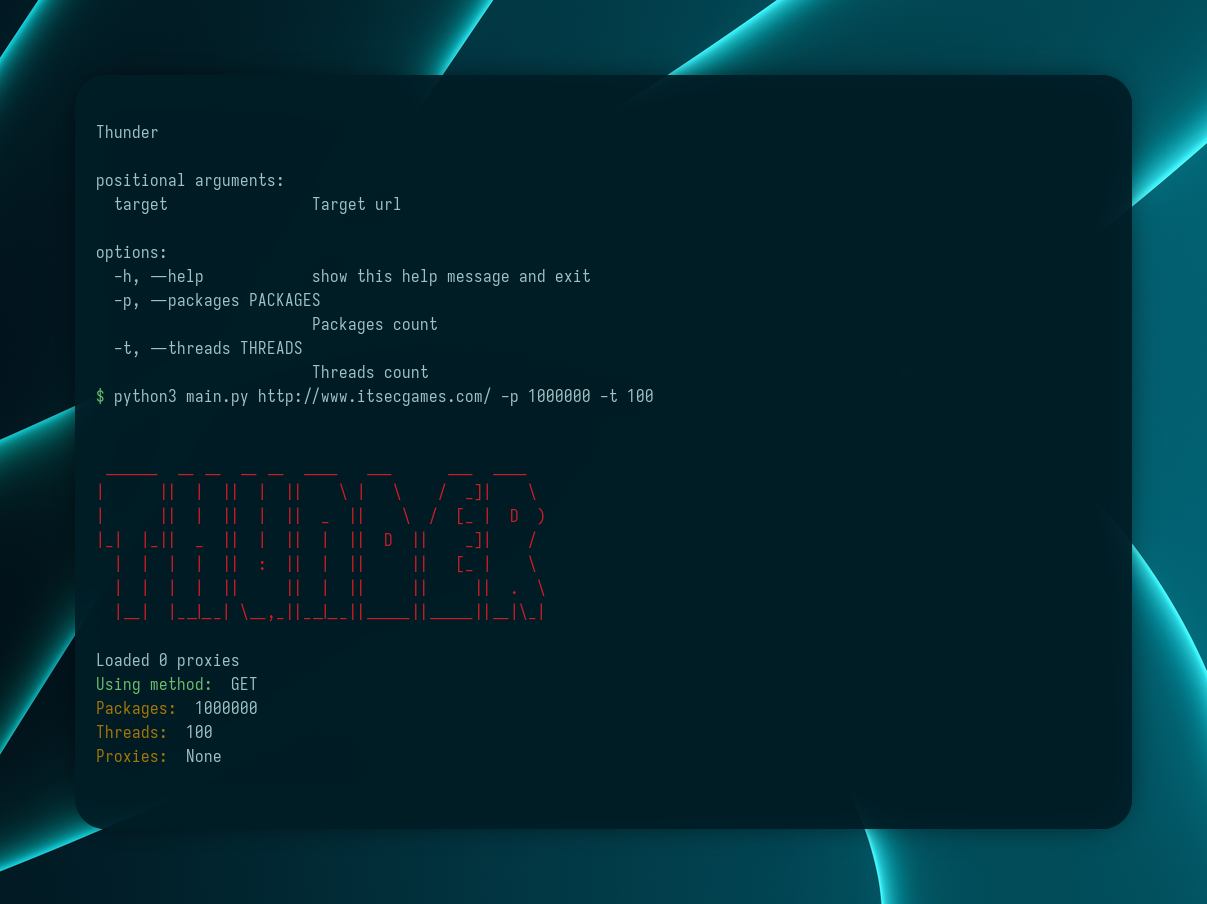 Thunder
positional arguments:
  target                Target url
options:
  -h, --help            show this help message and exit
  -p, --packages PACKAGES
                        Packages count
  -t, --threads THREADS
                        Threads count
$ python3 main.py http://www.itsecgames.com/ -p 1000000 -t 100
THUNDER
Loaded 0 proxies
Using method:  GET
Packages:  1000000
Threads:  100
Proxies:  None